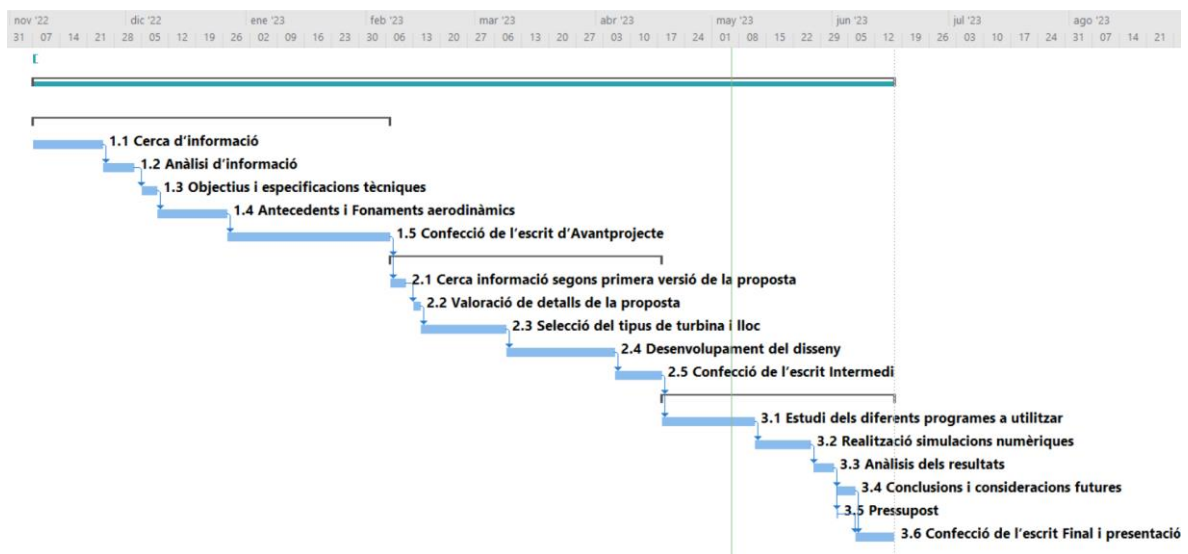 nov '22 dic '22 ene '23 feb '23 mar '23 abr '23 may '23 jun '23 jul '23 ago '23
31 07 14 21 28 05 12 19 26 02 09 16 23 30 06 13 20 27 06 13 20 27 03 10 17 24 01 08 15 22 29 05 12 19 26 03 10 17 24 31 07 14 21
1.1 Cerca d'informació
1.2 Anàlisi d'informació
1.3 Objectius i especificacions tècniques
1.4 Antecedents i Fonaments aerodinàmics
1.5 Confecció de l'escrit d'Avantprojecte
2.1 Cerca informació segons primera versió de la proposta
2.2 Valoració de detalls de la proposta
2.3 Selecció del tipus de turbina i lloc
2.4 Desenvolupament del disseny
2.5 Confecció de l'escrit Intermedi
3.1 Estudi dels diferents programes a utilitzar
3.2 Realització simulacions numèriques
3.3 Anàlisis dels resultats
3.4 Conclusions i consideracions futures
3.5 Pressupost
3.6 Confecció de l'escrit Final i presentació